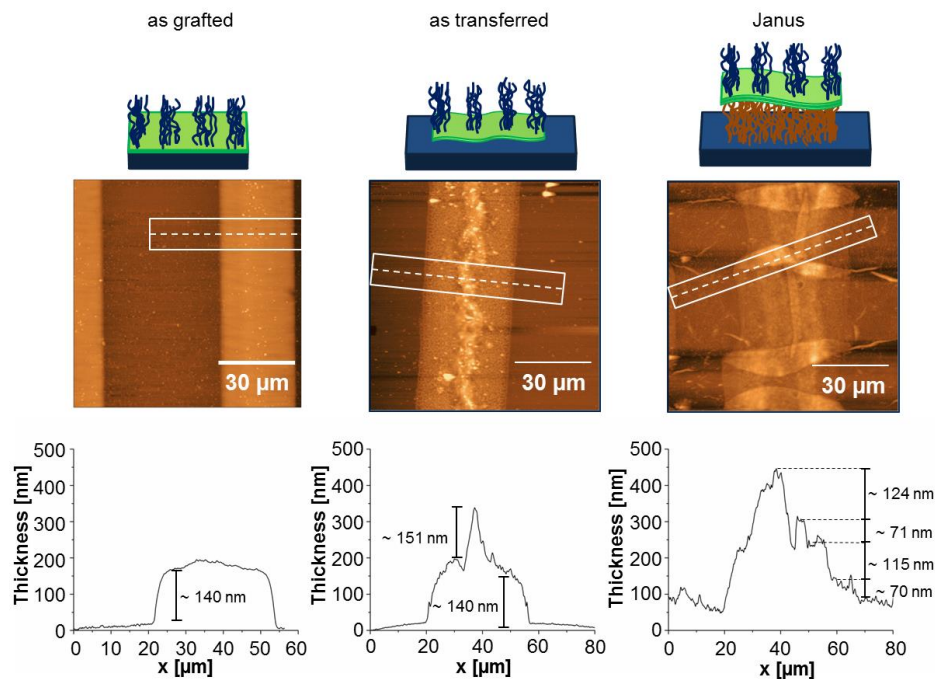 as grafted
as transferred
Janus
30 µm
30 µm
30 µm
Thickness [nm]
500
400
300
200
100
0
~ 140 nm
0 10 20 30 40 50 60
x [µm]
Thickness [nm]
500
400
300
200
100
0
~ 151 nm
~ 140 nm
0 20 40 60 80
x [µm]
Thickness [nm]
500
400
300
200
100
0
~ 124 nm
~ 71 nm
~ 115 nm
~ 70 nm
0 20 40 60 80
x [µm]